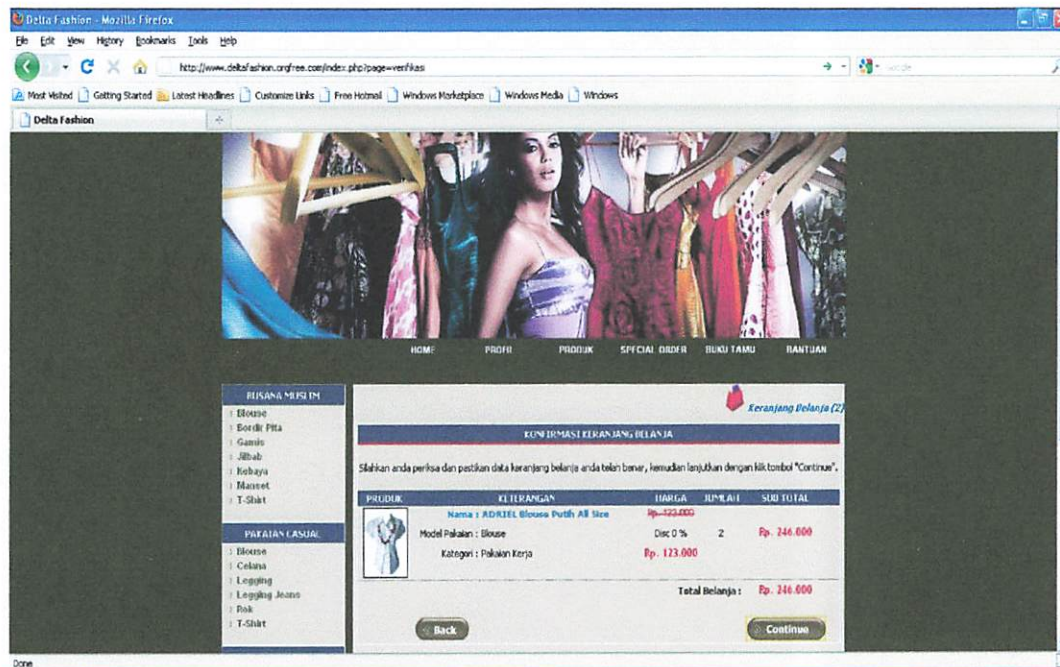 Delta Fashion - Mozilla Firefox
File Edit View History Bookmarks Tools Help
http://www.deltafashion.orgfree.com/index.php?page=verifikasi
Most Visited Getting Started Latest Headlines Customize Links Free Hotmail Windows Marketplace Windows Media Windows
Delta Fashion
HOME PROFIL PRODUK SPECIAL ORDER BUKU TAMU BANTUAN
BUSANA MUSLIM
Blouse
Bordir Pita
Gamis
Jilbab
Kebaya
Manset
T-Shirt
PAKAIAN CASUAL
Blouse
Celana
Legging
Legging Jeans
Rok
T-Shirt
Keranjang Belanja (2)
KONFIRMASI KERANJANG BELANJA
Silahkan anda periksa dan pastikan data keranjang belanja anda telah benar, kemudian lanjutkan dengan klik tombol "Continue".
PRODUK KETERANGAN HARGA JUMLAH SUB TOTAL
Nama : ADRIEL Blouse Putih All Size Rp. 123.000
Model Pakaian : Blouse Disc 0 % 2 Rp. 246.000
Kategori : Pakaian Kerja Rp. 123.000
Total Belanja : Rp. 246.000
Back Continue
Done